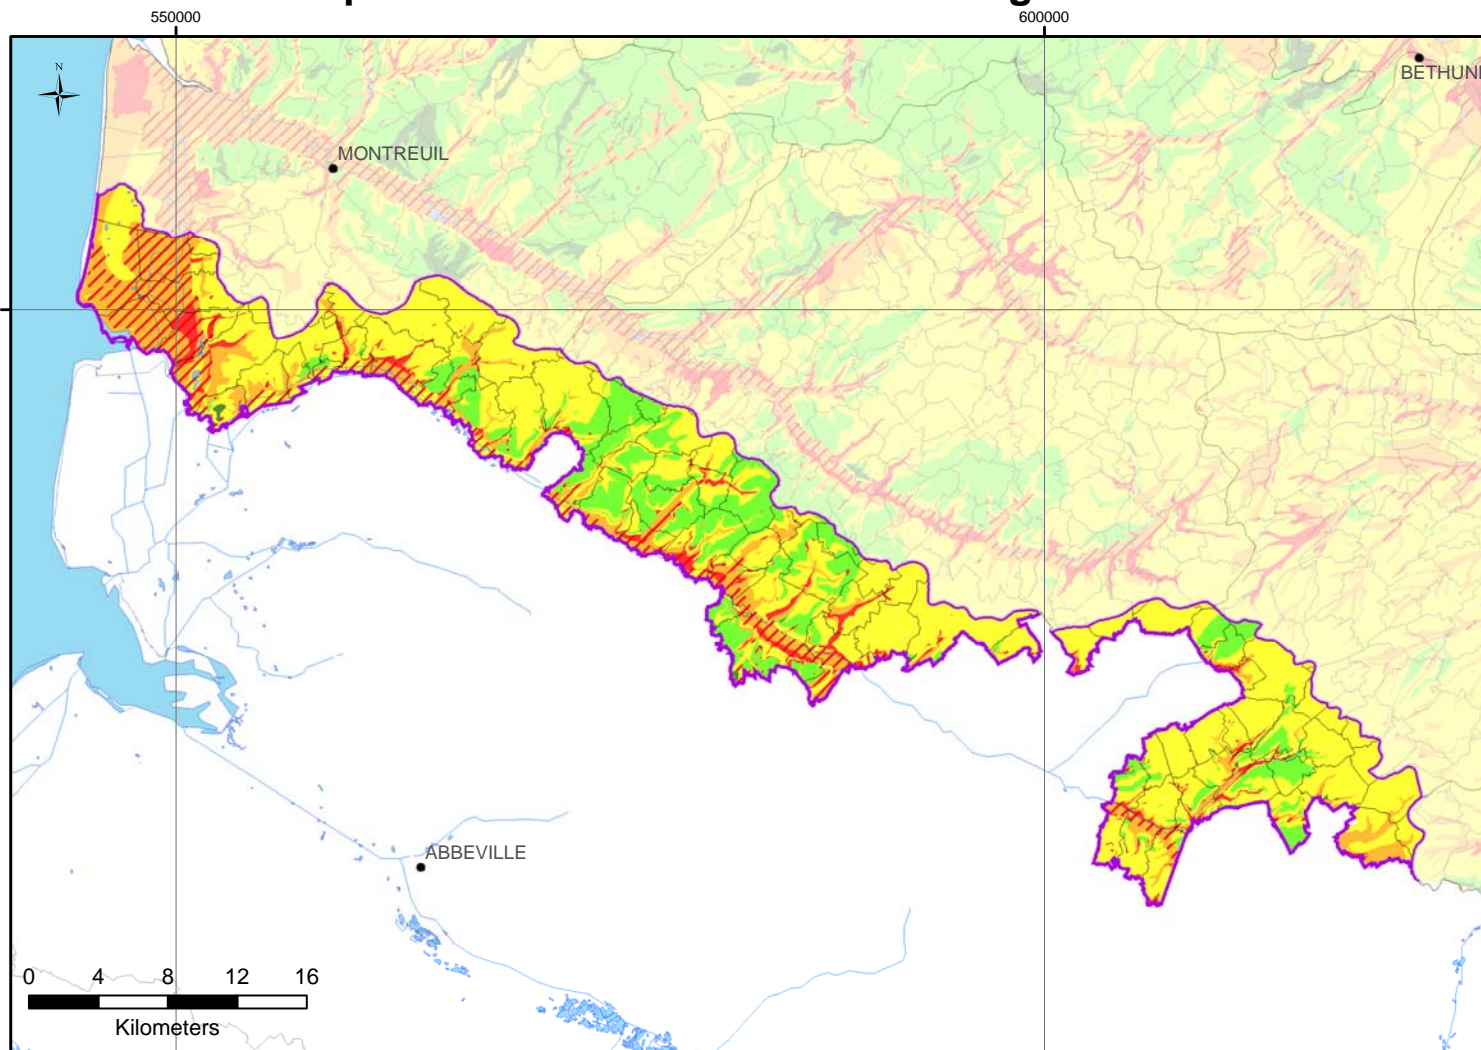 550000 600000
N
BETHUN
MONTREUIL
ABBEVILLE
0 4 8 12 16
Kilometers